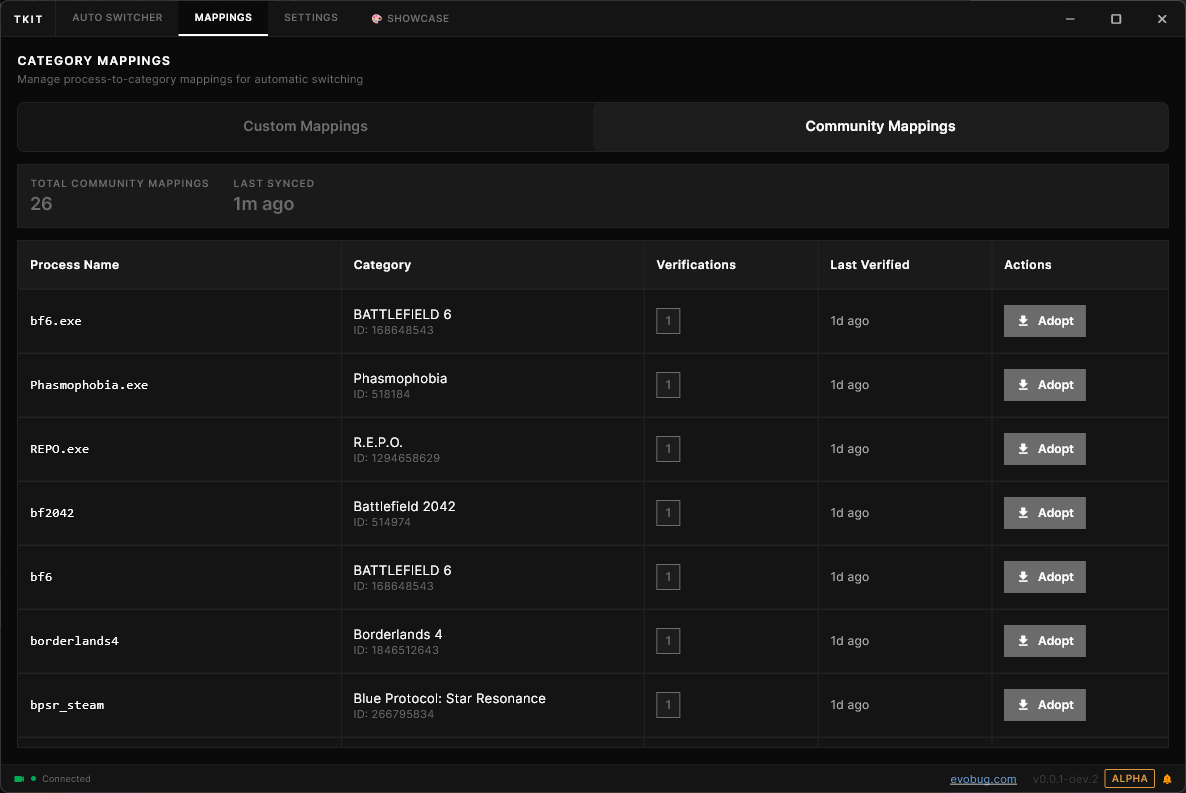 TKIT AUTO SWITCHER MAPPINGS SETTINGS SHOWCASE
CATEGORY MAPPINGS
Manage process-to-category mappings for automatic switching
Custom Mappings Community Mappings
TOTAL COMMUNITY MAPPINGS LAST SYNCED
26 1m ago
Process Name Category Verifications Last Verified Actions
bf6.exe BATTLEFIELD 6 1 1d ago Adopt
ID: 168648543
Phasmophobia.exe Phasmophobia 1 1d ago Adopt
ID: 518184
REPO.exe R.E.P.O. 1 1d ago Adopt
ID: 1294658629
bf2042 Battlefield 2042 1 1d ago Adopt
ID: 514974
bf6 BATTLEFIELD 6 1 1d ago Adopt
ID: 168648543
borderlands4 Borderlands 4 1 1d ago Adopt
ID: 1846512643
bpsr_steam Blue Protocol: Star Resonance 1 1d ago Adopt
ID: 266795834
Connected evobug.com v0.0.1-dev.2 ALPHA